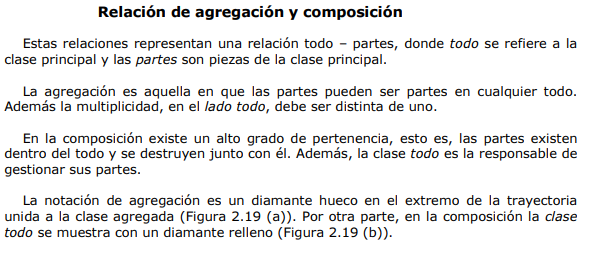 Relación de agregación y composición
Estas relaciones representan una relación todo – partes, donde todo se refiere a la
clase principal y las partes son piezas de la clase principal.
La agregación es aquella en que las partes pueden ser partes en cualquier todo.
Además la multiplicidad, en el lado todo, debe ser distinta de uno.
En la composición existe un alto grado de pertenencia, esto es, las partes existen
dentro del todo y se destruyen junto con él. Además, la clase todo es la responsable de
gestionar sus partes.
La notación de agregación es un diamante hueco en el extremo de la trayectoria
unida a la clase agregada (Figura 2.19 (a)). Por otra parte, en la composición la clase
todo se muestra con un diamante relleno (Figura 2.19 (b)).